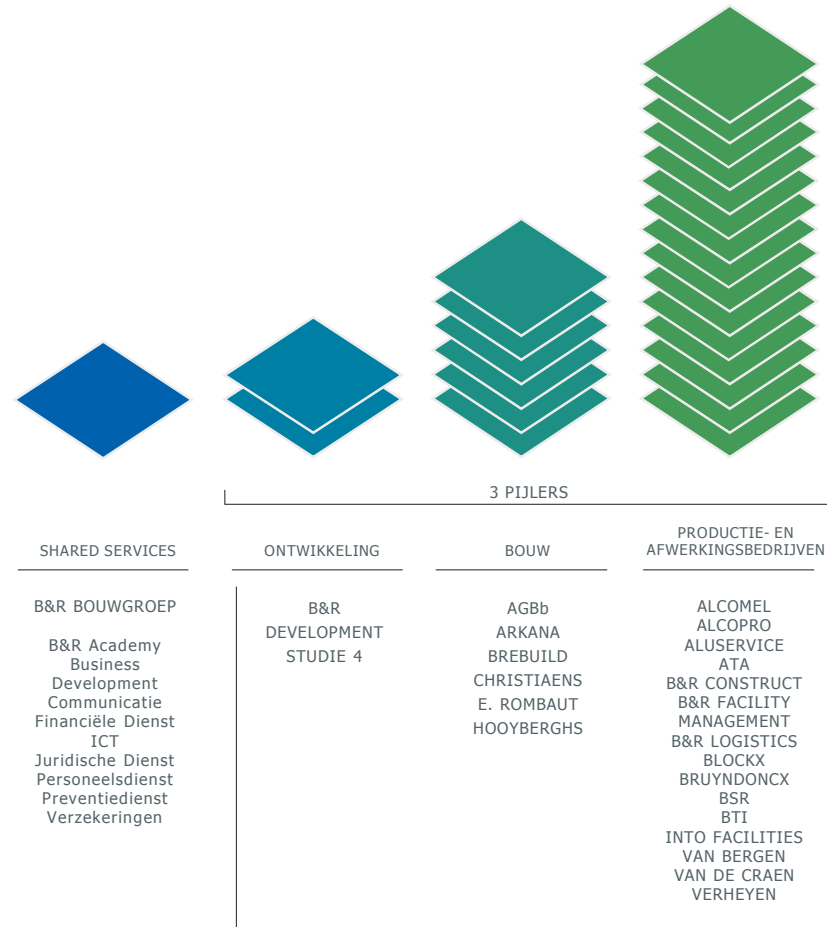 3 PIJLERS
SHARED SERVICES
B&R BOUWGROEP
B&R Academy
Business
Development
Communicatie
Financiële Dienst
ICT
Juridische Dienst
Personeelsdienst
Preventiedienst
Verzekeringen
ONTWIKKELING
B&R
DEVELOPMENT
STUDIE 4
BOUW
AGBb
ARKANA
BREBUILD
CHRISTIAENS
E. ROMBAUT
HOOYBERGHS
PRODUCTIE- EN
AFWERKINGSBEDRIJVEN
ALCOMEL
ALCOPRO
ALUSERVICE
ATA
B&R CONSTRUCT
B&R FACILITY
MANAGEMENT
B&R LOGISTICS
BLOCKX
BRUYNDONCX
BSR
BTI
INTO FACILITIES
VAN BERGEN
VAN DE CRAEN
VERHEYEN